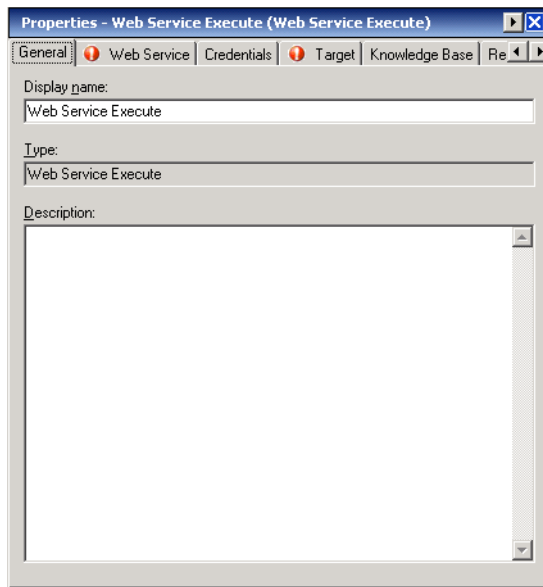 Properties - Web Service Execute (Web Service Execute)
General Web Service Credentials Target Knowledge Base Re
Display name:
Web Service Execute
Type:
Web Service Execute
Description: